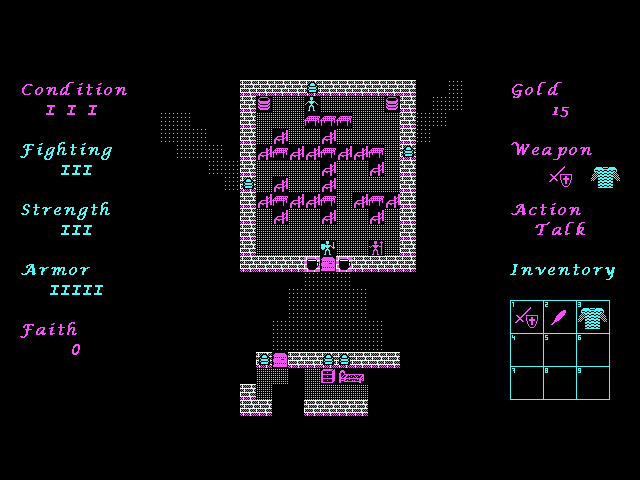 Condition
I I I
Fighting
III
Strength
III
Armor
IIIII
Faith
0
Gold
15
Weapon
Action
Talk
Inventory
1 2 3
4 5 6
7 8 9